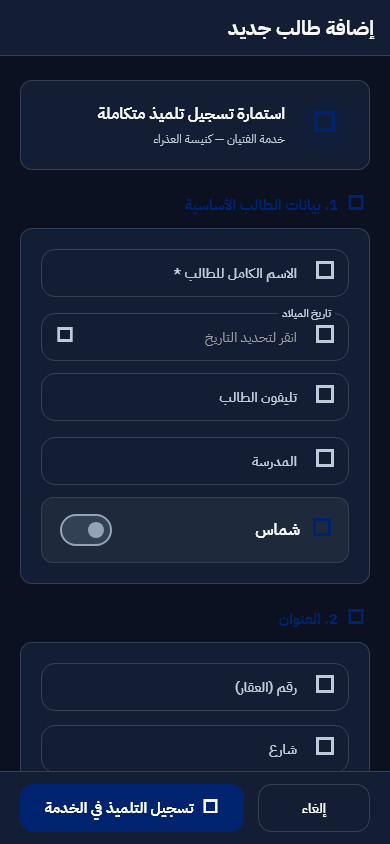 إضافة طالب جديد
استمارة تسجيل تلميذ متكاملة
خدمة الفتيان – كنيسة العذراء
1. بيانات الطالب الأساسية
الاسم الكامل للطالب *
تاريخ الميلاد
انقر لتحديد التاريخ
تليفون الطالب
المدرسة
شماس
2. العنوان
رقم (العقار)
شارع
إلغاء
تسجيل التلميذ في الخدمة